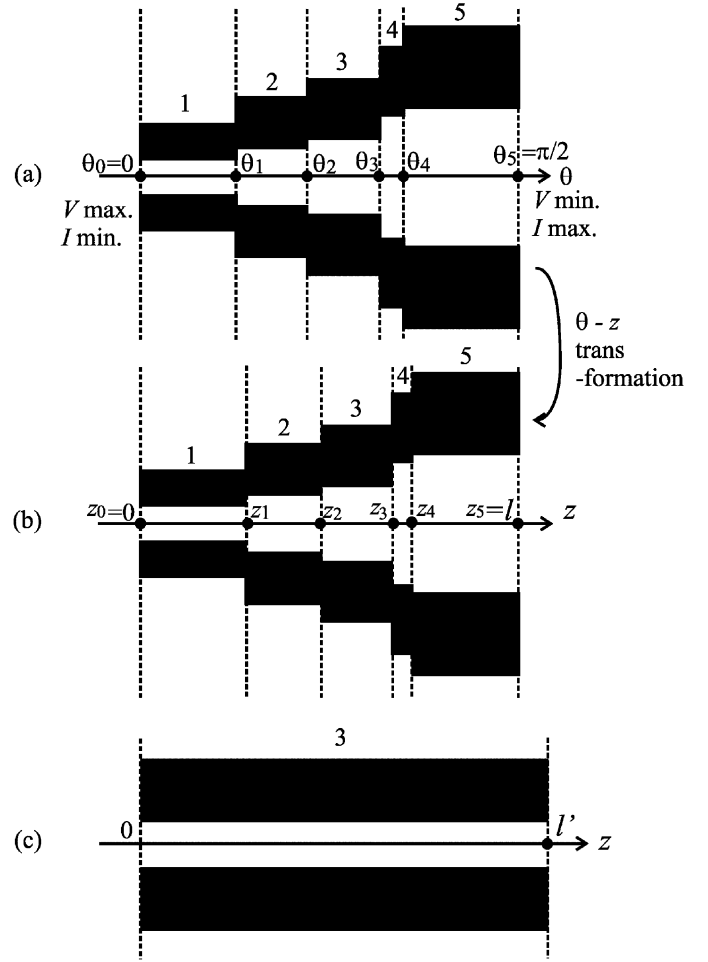 5
4
3
2
1
θ0=0
θ1
θ2
θ3
θ4
θ5=π/2
(a)
θ
V max.
I min.
V min.
I max.
θ - z
trans
-formation
5
4
3
2
1
z0=0
z1
z2
z3
z4
z5=l
z
(b)
3
0
l’
(c)
z